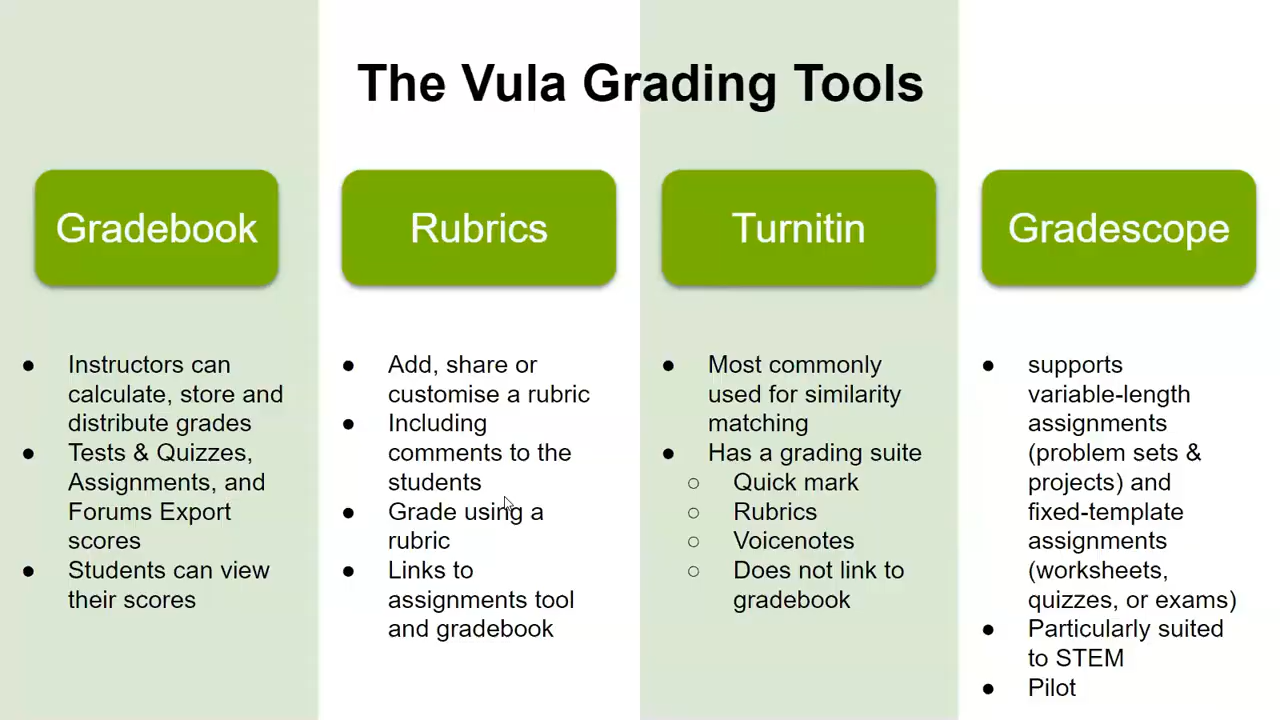 The Vula Grading Tools
Gradebook
● Instructors can
calculate, store and
distribute grades
● Tests & Quizzes,
Assignments, and
Forums Export
scores
● Students can view
their scores
Rubrics
● Add, share or
customise a rubric
● Including
comments to the
students
● Grade using a
rubric
● Links to
assignments tool
and gradebook
Turnitin
● Most commonly
used for similarity
matching
● Has a grading suite
○ Quick mark
○ Rubrics
○ Voicenotes
○ Does not link to
gradebook
Gradescope
● supports
variable-length
assignments
(problem sets &
projects) and
fixed-template
assignments
(worksheets,
quizzes, or exams)
● Particularly suited
to STEM
● Pilot